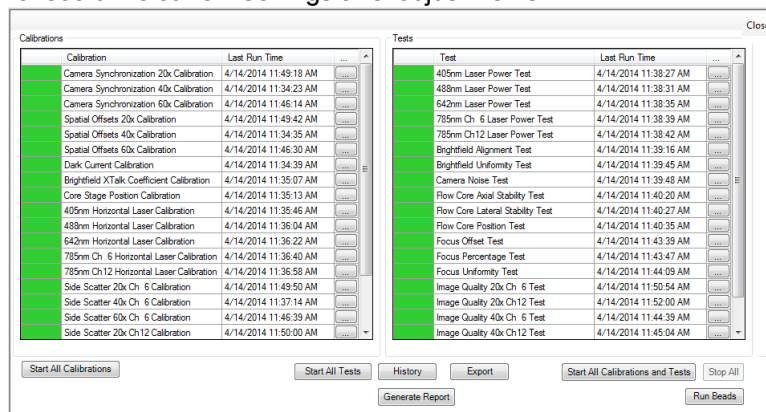 Close
Calibrations
Calibration Last Run Time ...
Camera Synchronization 20x Calibration 4/14/2014 11:49:18 AM ...
Camera Synchronization 40x Calibration 4/14/2014 11:34:23 AM ...
Camera Synchronization 60x Calibration 4/14/2014 11:46:14 AM ...
Spatial Offsets 20x Calibration 4/14/2014 11:49:42 AM ...
Spatial Offsets 40x Calibration 4/14/2014 11:34:35 AM ...
Spatial Offsets 60x Calibration 4/14/2014 11:46:30 AM ...
Dark Current Calibration 4/14/2014 11:34:39 AM ...
Brightfield XTalk Coefficient Calibration 4/14/2014 11:35:07 AM ...
Core Stage Position Calibration 4/14/2014 11:35:13 AM ...
405nm Horizontal Laser Calibration 4/14/2014 11:35:46 AM ...
488nm Horizontal Laser Calibration 4/14/2014 11:36:04 AM ...
642nm Horizontal Laser Calibration 4/14/2014 11:36:22 AM ...
785nm Ch 6 Horizontal Laser Calibration 4/14/2014 11:36:40 AM ...
785nm Ch12 Horizontal Laser Calibration 4/14/2014 11:36:58 AM ...
Side Scatter 20x Ch 6 Calibration 4/14/2014 11:49:50 AM ...
Side Scatter 40x Ch 6 Calibration 4/14/2014 11:37:14 AM ...
Side Scatter 60x Ch 6 Calibration 4/14/2014 11:46:39 AM ...
Side Scatter 20x Ch12 Calibration 4/14/2014 11:50:00 AM ...
Tests
Test Last Run Time ...
405nm Laser Power Test 4/14/2014 11:38:27 AM ...
488nm Laser Power Test 4/14/2014 11:38:31 AM ...
642nm Laser Power Test 4/14/2014 11:38:35 AM ...
785nm Ch 6 Laser Power Test 4/14/2014 11:38:39 AM ...
785nm Ch12 Laser Power Test 4/14/2014 11:38:42 AM ...
Brightfield Alignment Test 4/14/2014 11:39:16 AM ...
Brightfield Uniformity Test 4/14/2014 11:39:45 AM ...
Camera Noise Test 4/14/2014 11:39:48 AM ...
Flow Core Axial Stability Test 4/14/2014 11:40:20 AM ...
Flow Core Lateral Stability Test 4/14/2014 11:40:27 AM ...
Flow Core Position Test 4/14/2014 11:40:35 AM ...
Focus Offset Test 4/14/2014 11:43:39 AM ...
Focus Percentage Test 4/14/2014 11:43:47 AM ...
Focus Uniformity Test 4/14/2014 11:44:09 AM ...
Image Quality 20x Ch 6 Test 4/14/2014 11:50:54 AM ...
Image Quality 20x Ch12 Test 4/14/2014 11:52:00 AM ...
Image Quality 40x Ch 6 Test 4/14/2014 11:44:39 AM ...
Image Quality 40x Ch12 Test 4/14/2014 11:45:04 AM ...
Start All Calibrations Start All Tests History Export Start All Calibrations and Tests Stop All
Generate Report Run Beads